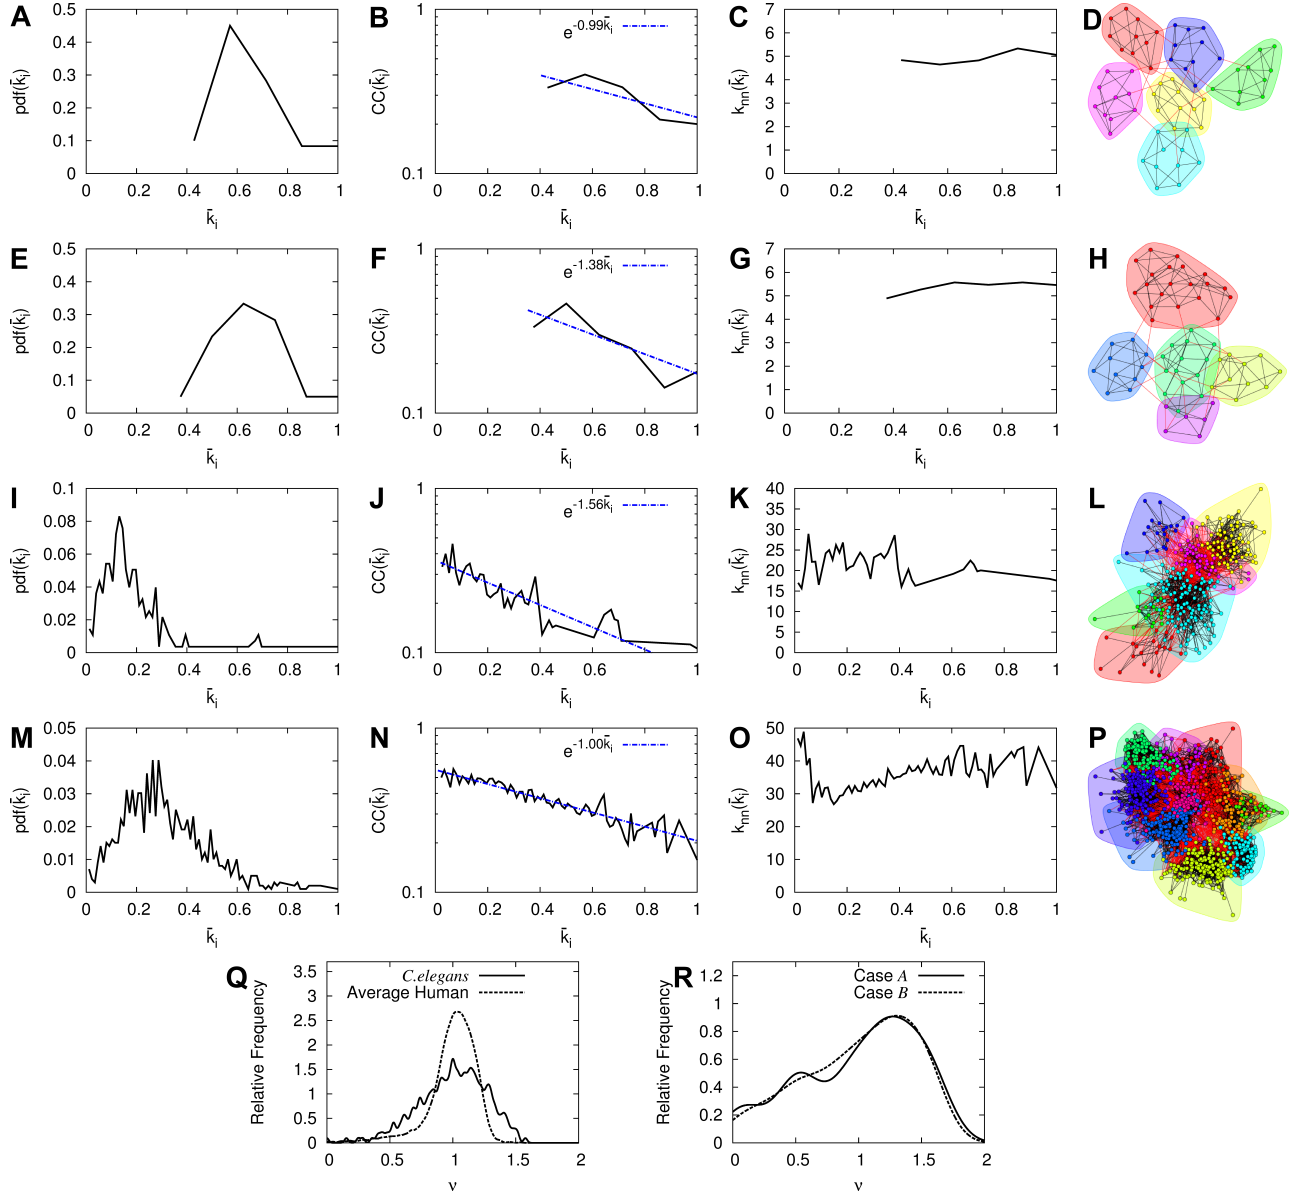 A
pdf(k̄i)
0.5
0.4
0.3
0.2
0.1
0
0 0.2 0.4 0.6 0.8 1
k̄i
B
CC(k̄i)
1
0.1
e-0.99k̄i
0 0.2 0.4 0.6 0.8 1
k̄i
C
knn(k̄i)
7
6
5
4
3
2
1
0
0 0.2 0.4 0.6 0.8 1
k̄i
D
E
pdf(k̄i)
0.5
0.4
0.3
0.2
0.1
0
0 0.2 0.4 0.6 0.8 1
k̄i
F
CC(k̄i)
1
0.1
e-1.38k̄i
0 0.2 0.4 0.6 0.8 1
k̄i
G
knn(k̄i)
7
6
5
4
3
2
1
0
0 0.2 0.4 0.6 0.8 1
k̄i
H
I
pdf(k̄i)
0.1
0.08
0.06
0.04
0.02
0
0 0.2 0.4 0.6 0.8 1
k̄i
J
CC(k̄i)
1
0.1
e-1.56k̄i
0 0.2 0.4 0.6 0.8 1
k̄i
K
knn(k̄i)
40
35
30
25
20
15
10
5
0
0 0.2 0.4 0.6 0.8 1
k̄i
L
M
pdf(k̄i)
0.05
0.04
0.03
0.02
0.01
0
0 0.2 0.4 0.6 0.8 1
k̄i
N
CC(k̄i)
1
0.1
e-1.00k̄i
0 0.2 0.4 0.6 0.8 1
k̄i
O
knn(k̄i)
50
40
30
20
10
0
0 0.2 0.4 0.6 0.8 1
k̄i
P
Q
Relative Frequency
3.5
3
2.5
2
1.5
1
0.5
0
C.elegans
Average Human
0 0.5 1 1.5 2
ν
R
Relative Frequency
1.2
1
0.8
0.6
0.4
0.2
0
Case A
Case B
0 0.5 1 1.5 2
ν